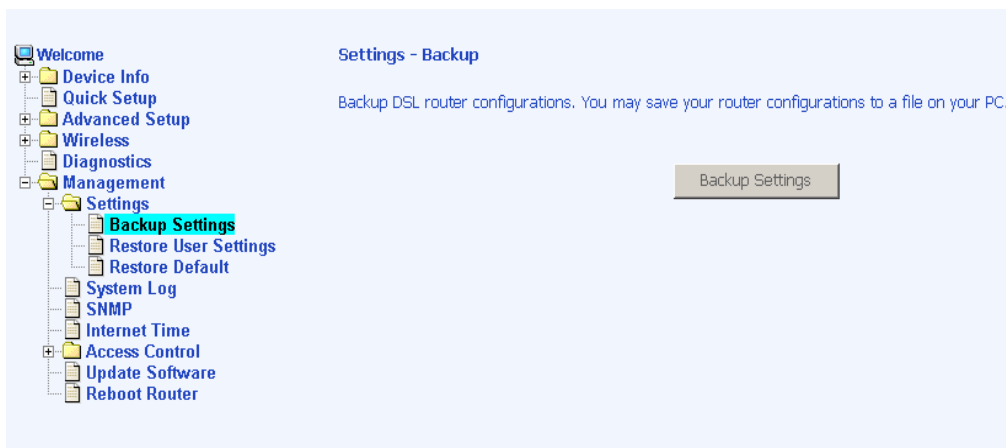 Welcome
Device Info
Quick Setup
Advanced Setup
Wireless
Diagnostics
Management
Settings
Backup Settings
Restore User Settings
Restore Default
System Log
SNMP
Internet Time
Access Control
Update Software
Reboot Router
Settings - Backup
Backup DSL router configurations. You may save your router configurations to a file on your PC.
Backup Settings